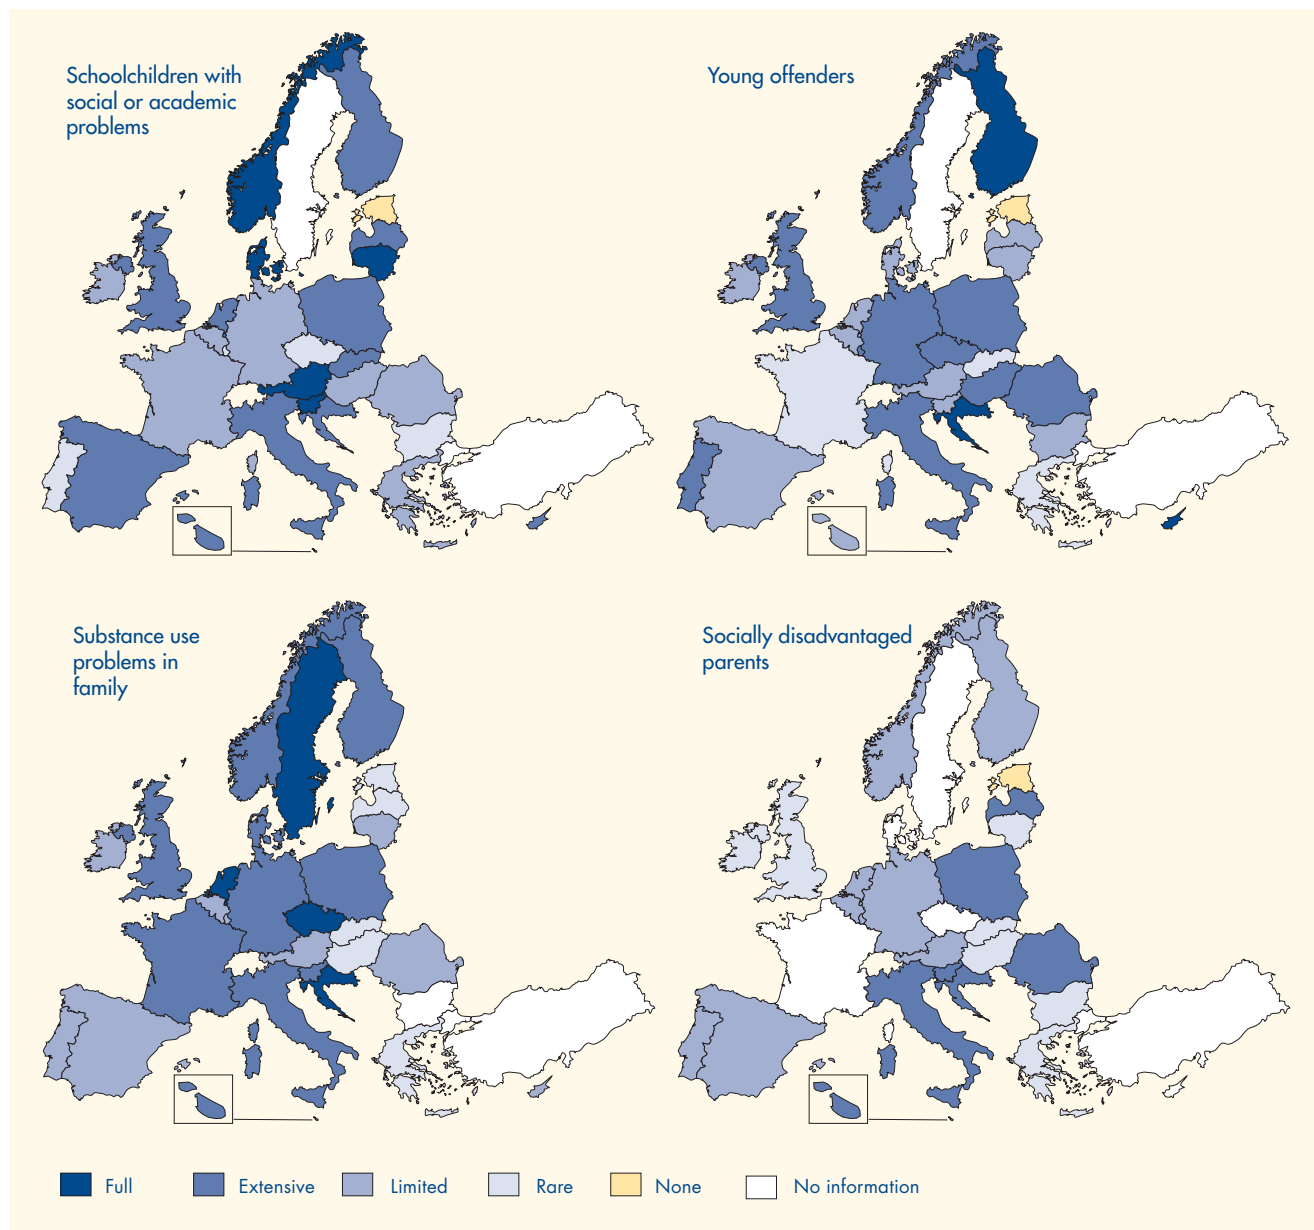 Schoolchildren with
social or academic
problems
Young offenders
Substance use
problems in
family
Socially disadvantaged
parents
Full
Extensive
Limited
Rare
None
No information